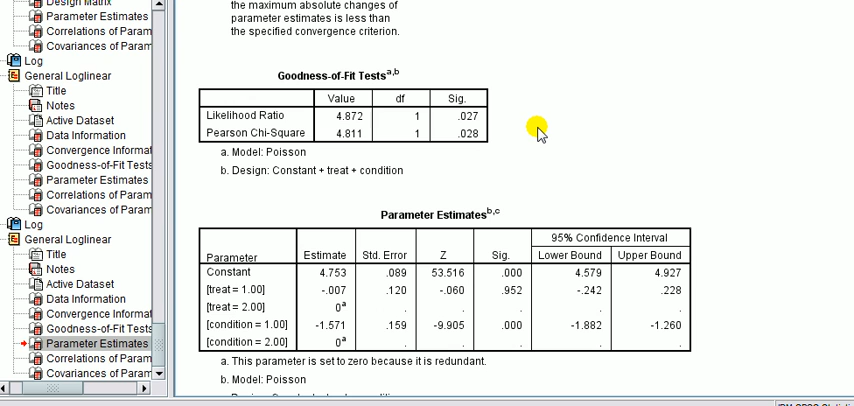 Design Matrix
Parameter Estimates
Correlations of Param
Covariances of Param
Log
General Loglinear
Title
Notes
Active Dataset
Data Information
Convergence Informat
Goodness-of-Fit Tests
Parameter Estimates
Correlations of Param
Covariances of Param
Log
General Loglinear
Title
Notes
Active Dataset
Data Information
Convergence Informat
Goodness-of-Fit Tests
Parameter Estimates
Correlations of Param
Covariances of Param
the maximum absolute changes of
parameter estimates is less than
the specified convergence criterion.
Goodness-of-Fit Tests a,b
Value df Sig.
Likelihood Ratio 4.872 1 .027
Pearson Chi-Square 4.811 1 .028
a. Model: Poisson
b. Design: Constant + treat + condition
Parameter Estimates b,c
95% Confidence Interval
Parameter Estimate Std. Error Z Sig. Lower Bound Upper Bound
Constant 4.753 .089 53.516 .000 4.579 4.927
[treat = 1.00] -.007 .120 -.060 .952 -.242 .228
[treat = 2.00] 0a . . . . .
[condition = 1.00] -1.571 .159 -9.905 .000 -1.882 -1.260
[condition = 2.00] 0a . . . . .
a. This parameter is set to zero because it is redundant.
b. Model: Poisson